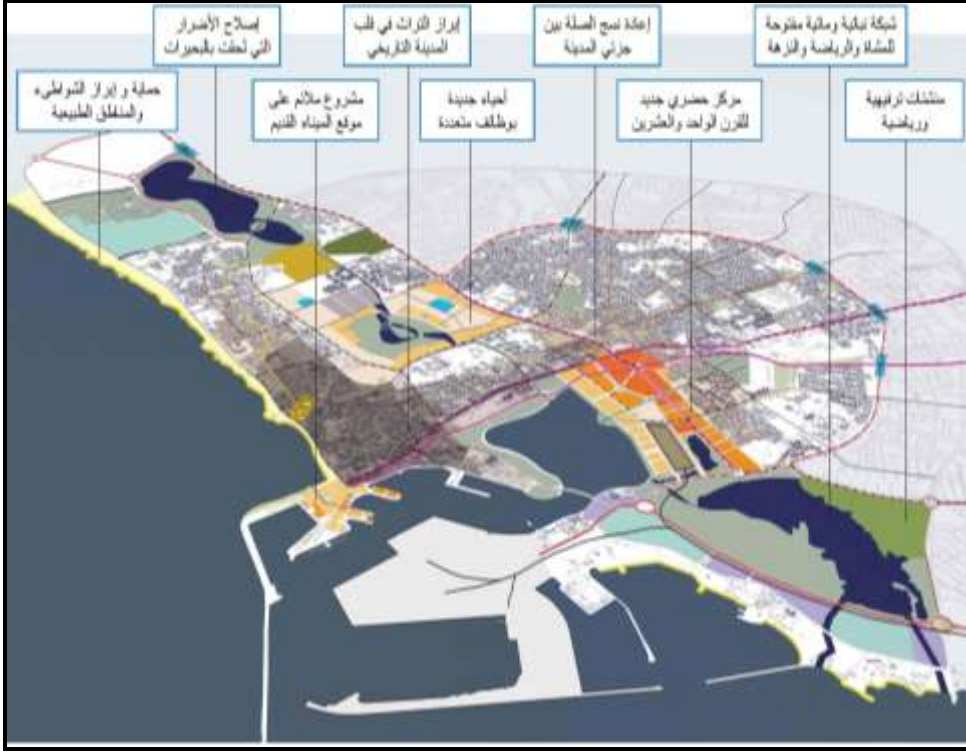 شبكة نباتية ومائية مفتوحة
للمشاة والرياضة والنزهة
إعادة نسج الصلة بين
جزئي المدينة
إبراز التراث في قلب
المدينة التاريخي
إصلاح الأضرار
التي لحقت بالبحيرات
منشئات ترفيهية
ورياضية
مركز حضري جديد
للقرن الواحد والعشرين
أحياء جديدة
بوظائف متعددة
مشروع ملائم على
موقع الميناء القديم
حماية و إبراز الشواطىء
والمناطق الطبيعية